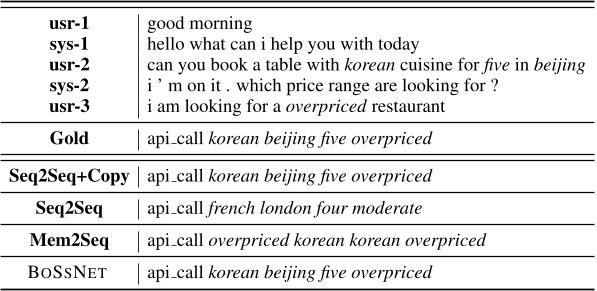 usr-1 good morning
sys-1 hello what can i help you with today
usr-2 can you book a table with korean cuisine for five in beijing
sys-2 i ' m on it . which price range are looking for ?
usr-3 i am looking for a overpriced restaurant
Gold api_call korean beijing five overpriced
Seq2Seq+Copy api_call korean beijing five overpriced
Seq2Seq api_call french london four moderate
Mem2Seq api_call overpriced korean korean overpriced
BOSSNET api_call korean beijing five overpriced